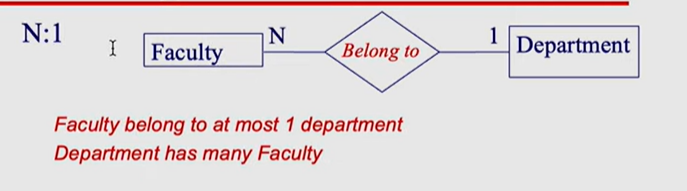 N:1
Faculty
N
Belong to
1
Department
Faculty belong to at most 1 department
Department has many Faculty